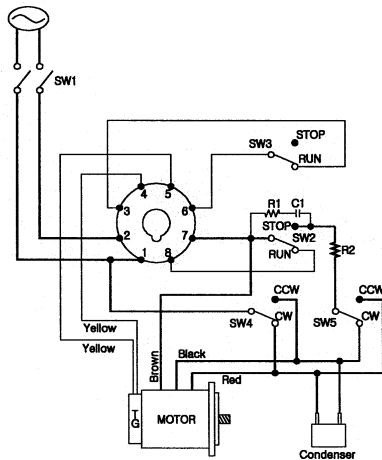 SW1
STOP
SW3
RUN
4
5
3
6
R1
C1
STOP
2
7
SW2
R2
1
8
RUN
CCW
CCW
SW4
CW
SW5
CW
Yellow
Yellow
Brown
Black
Red
TG
MOTOR
Condenser